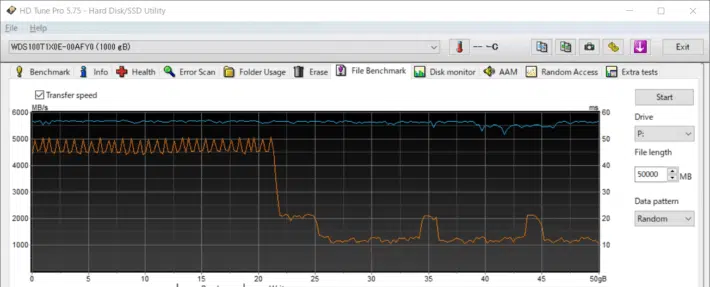 HD Tune Pro 5.75 - Hard Disk/SSD Utility
File Help
WDS100T1X0E-00AFY0 (1000 gB) -- -C Exit
Benchmark Info Health Error Scan Folder Usage Erase File Benchmark Disk monitor AAM Random Access Extra tests
Transfer speed
MB/s ms
Start
Drive
P:
File length
50000 MB
Data pattern
Random
6000 60
5000 50
4000 40
3000 30
2000 20
1000 10
0 5 10 15 20 25 30 35 40 45 50gB